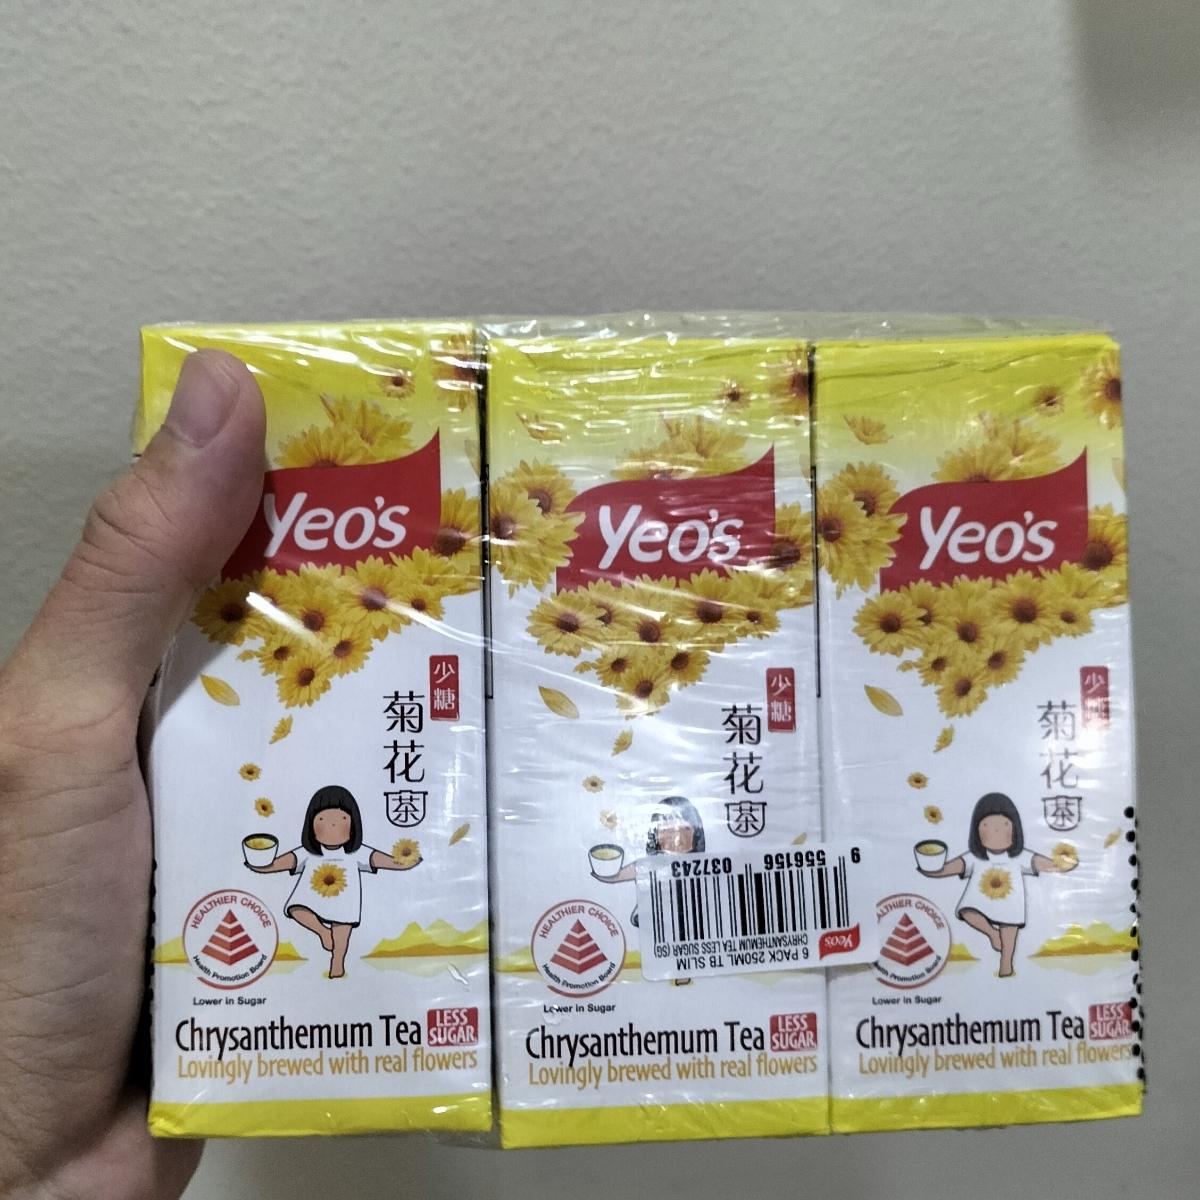 Yeo's
少糖
菊花茶
HEALTHIER CHOICE
Health Promotion Board
Lower in Sugar
Chrysanthemum Tea LESS SUGAR
Lovingly brewed with real flowers
Yeo's
少糖
菊花茶
HEALTHIER CHOICE
Health Promotion Board
Lower in Sugar
Chrysanthemum Tea LESS SUGAR
Lovingly brewed with real flowers
6 PACK 250ML TB SLIM
CHRYSANTHEMUM TEA LESS SUGAR (SG)
Yeo's
9 556156 037243
Yeo's
少
菊花茶
HEALTHIER CHOICE
Health Promotion Board
Lower in Sugar
Chrysanthemum Tea LESS SUGAR
Lovingly brewed with real flowers